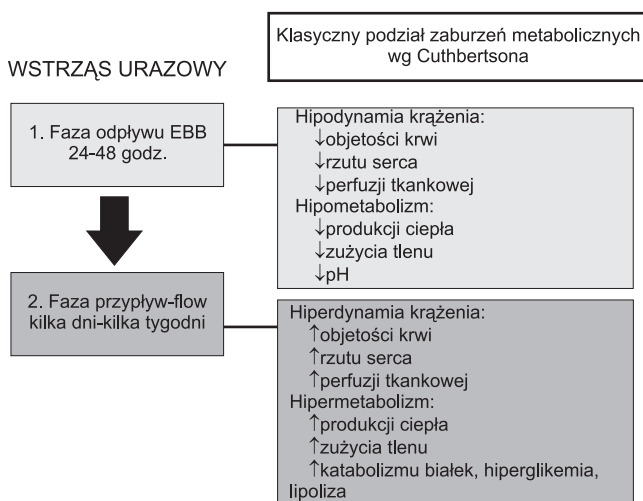 Klasyczny podział zaburzeń metabolicznych
wg Cuthbertsona
WSTRZĄS URAZOWY
1. Faza odpływu EBB
24-48 godz.
Hipodynamia krążenia:
↓objetości krwi
↓rzutu serca
↓perfuzji tkankowej
Hipometabolizm:
↓produkcji ciepła
↓zużycia tlenu
↓pH
2. Faza przypływ-flow
kilka dni-kilka tygodni
Hiperdynamia krążenia:
↑objetości krwi
↑rzutu serca
↑perfuzji tkankowej
Hipermetabolizm:
↑produkcji ciepła
↑zużycia tlenu
↑katabolizmu białek, hiperglikemia,
lipoliza